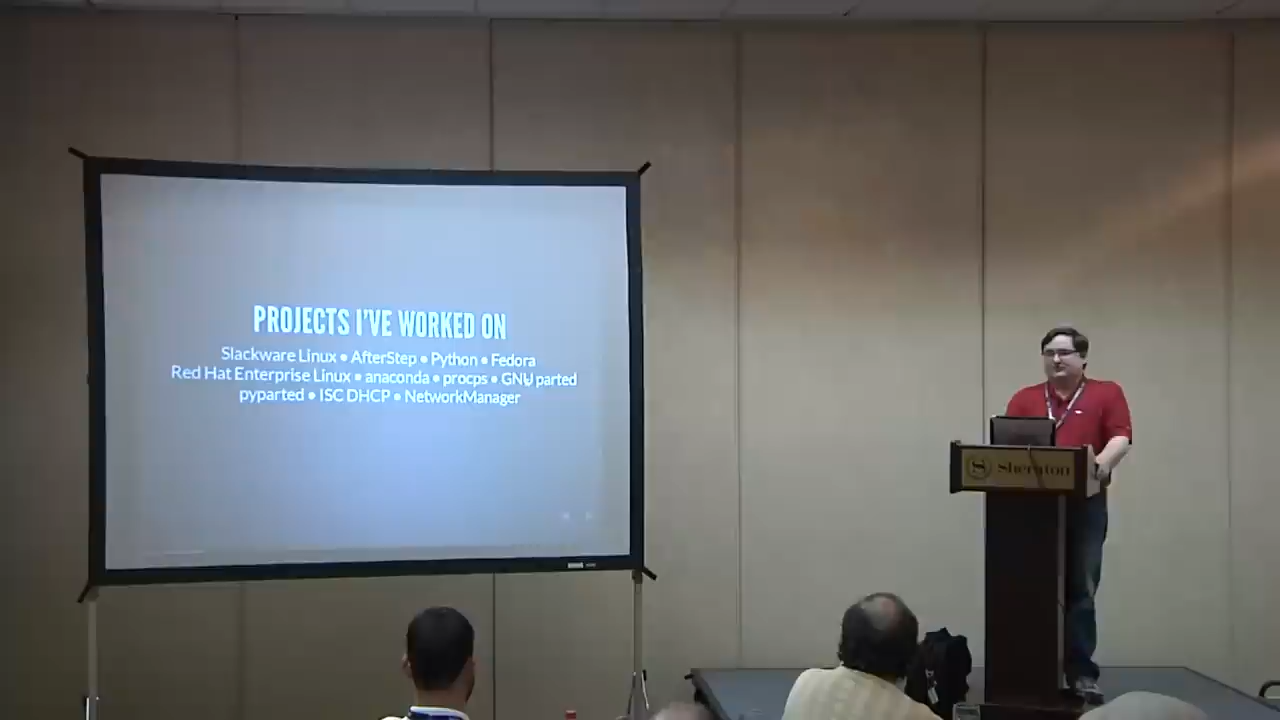 PROJECTS I'VE WORKED ON
Slackware Linux • AfterStep • Python • Fedora
Red Hat Enterprise Linux • anaconda • procps • GNU parted
pyparted • ISC DHCP • NetworkManager
S Sheraton